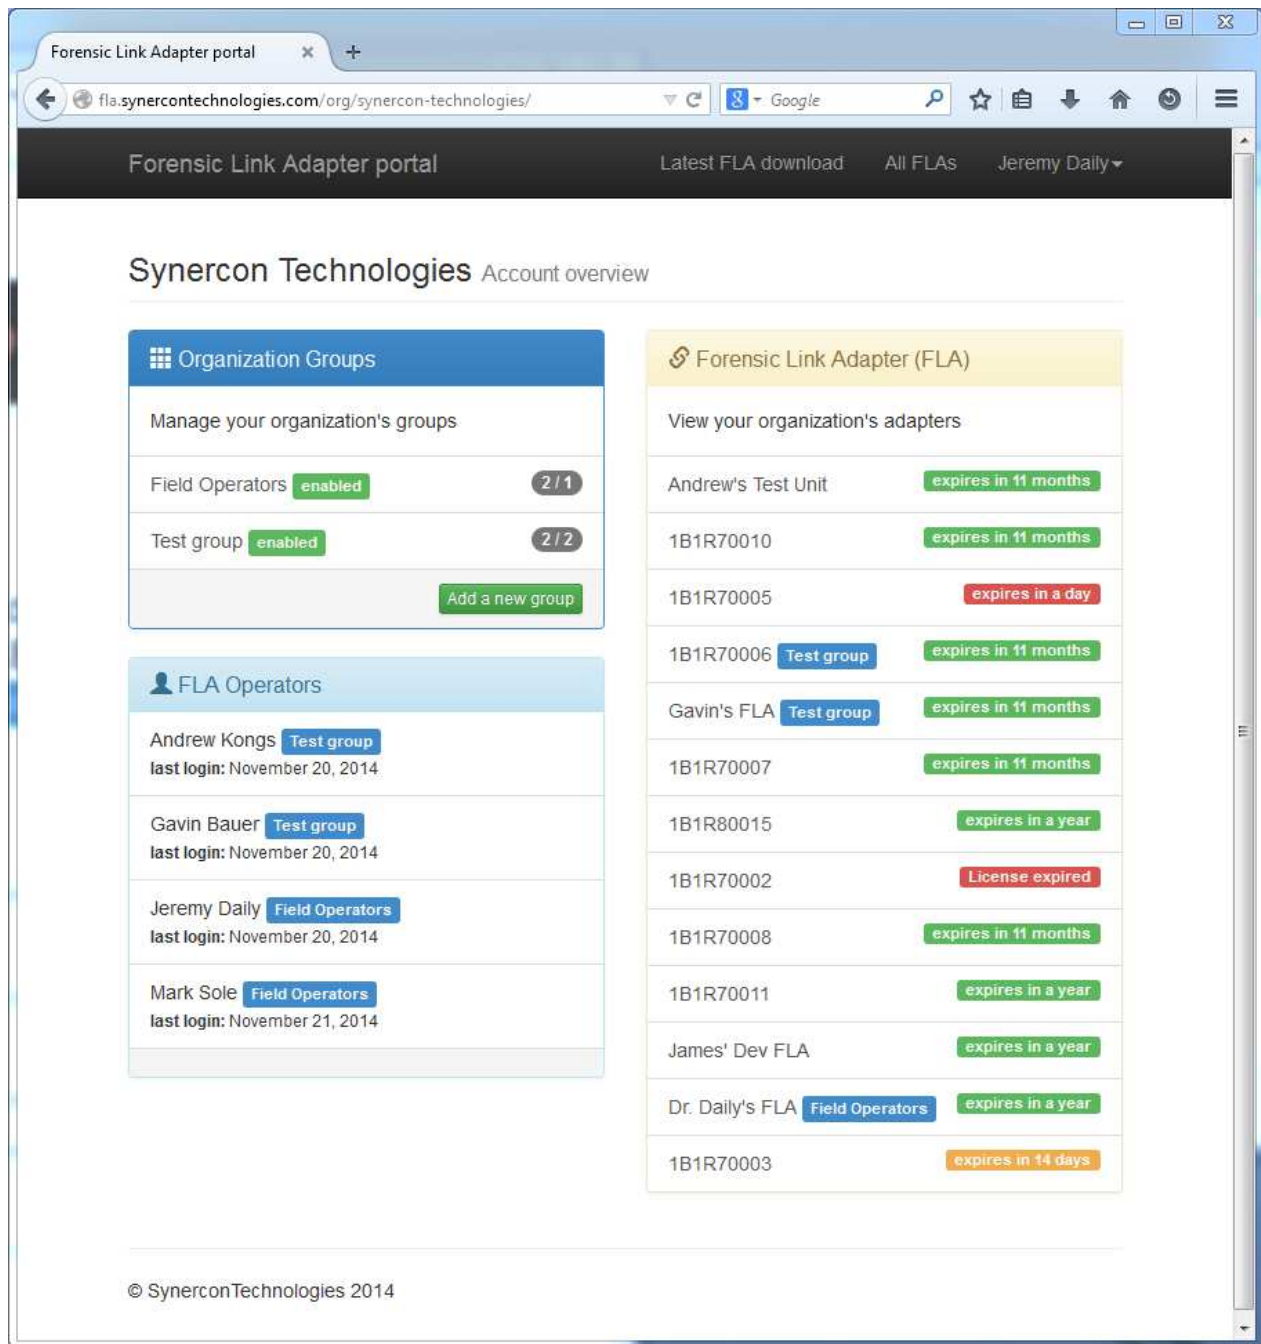 Forensic Link Adapter portal
fla.synercontechnologies.com/org/synercon-technologies/
Google
Forensic Link Adapter portal
Latest FLA download
All FLAs
Jeremy Daily
Synercon Technologies Account overview
Organization Groups
Manage your organization's groups
Field Operators enabled 2 / 1
Test group enabled 2 / 2
Add a new group
FLA Operators
Andrew Kongs Test group
last login: November 20, 2014
Gavin Bauer Test group
last login: November 20, 2014
Jeremy Daily Field Operators
last login: November 20, 2014
Mark Sole Field Operators
last login: November 21, 2014
Forensic Link Adapter (FLA)
View your organization's adapters
Andrew's Test Unit expires in 11 months
1B1R70010 expires in 11 months
1B1R70005 expires in a day
1B1R70006 Test group expires in 11 months
Gavin's FLA Test group expires in 11 months
1B1R70007 expires in 11 months
1B1R80015 expires in a year
1B1R70002 License expired
1B1R70008 expires in 11 months
1B1R70011 expires in a year
James' Dev FLA expires in a year
Dr. Daily's FLA Field Operators expires in a year
1B1R70003 expires in 14 days
© SynerconTechnologies 2014